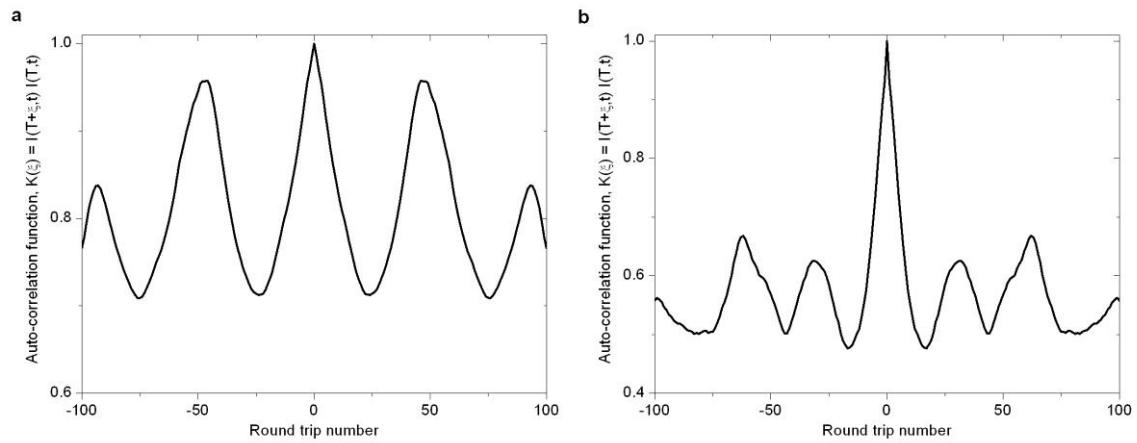 a
Auto-correlation function, K(ξ) = I(T+ξ,t) I(T,t)
1.0
0.8
0.6
-100
-50
0
50
100
Round trip number
b
Auto-correlation function, K(ξ) = I(T+ξ,t) I(T,t)
1.0
0.8
0.6
0.4
-100
-50
0
50
100
Round trip number